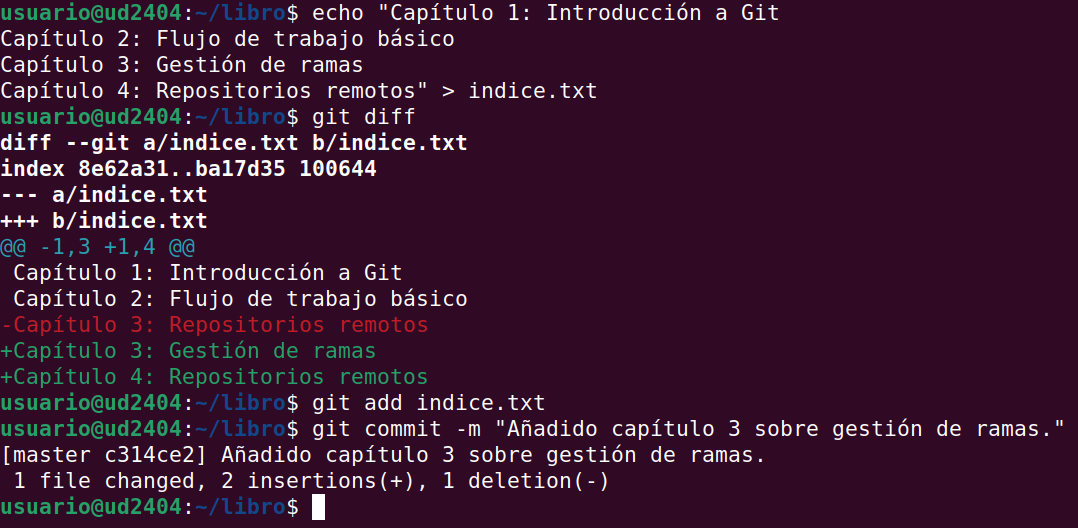 usuario@ud2404:~/libro$ echo "Capítulo 1: Introducción a Git
Capítulo 2: Flujo de trabajo básico
Capítulo 3: Gestión de ramas
Capítulo 4: Repositorios remotos" > indice.txt
usuario@ud2404:~/libro$ git diff
diff --git a/indice.txt b/indice.txt
index 8e62a31..ba17d35 100644
--- a/indice.txt
+++ b/indice.txt
@@ -1,3 +1,4 @@
 Capítulo 1: Introducción a Git
 Capítulo 2: Flujo de trabajo básico
-Capítulo 3: Repositorios remotos
+Capítulo 3: Gestión de ramas
+Capítulo 4: Repositorios remotos
usuario@ud2404:~/libro$ git add indice.txt
usuario@ud2404:~/libro$ git commit -m "Añadido capítulo 3 sobre gestión de ramas."
[master c314ce2] Añadido capítulo 3 sobre gestión de ramas.
 1 file changed, 2 insertions(+), 1 deletion(-)
usuario@ud2404:~/libro$